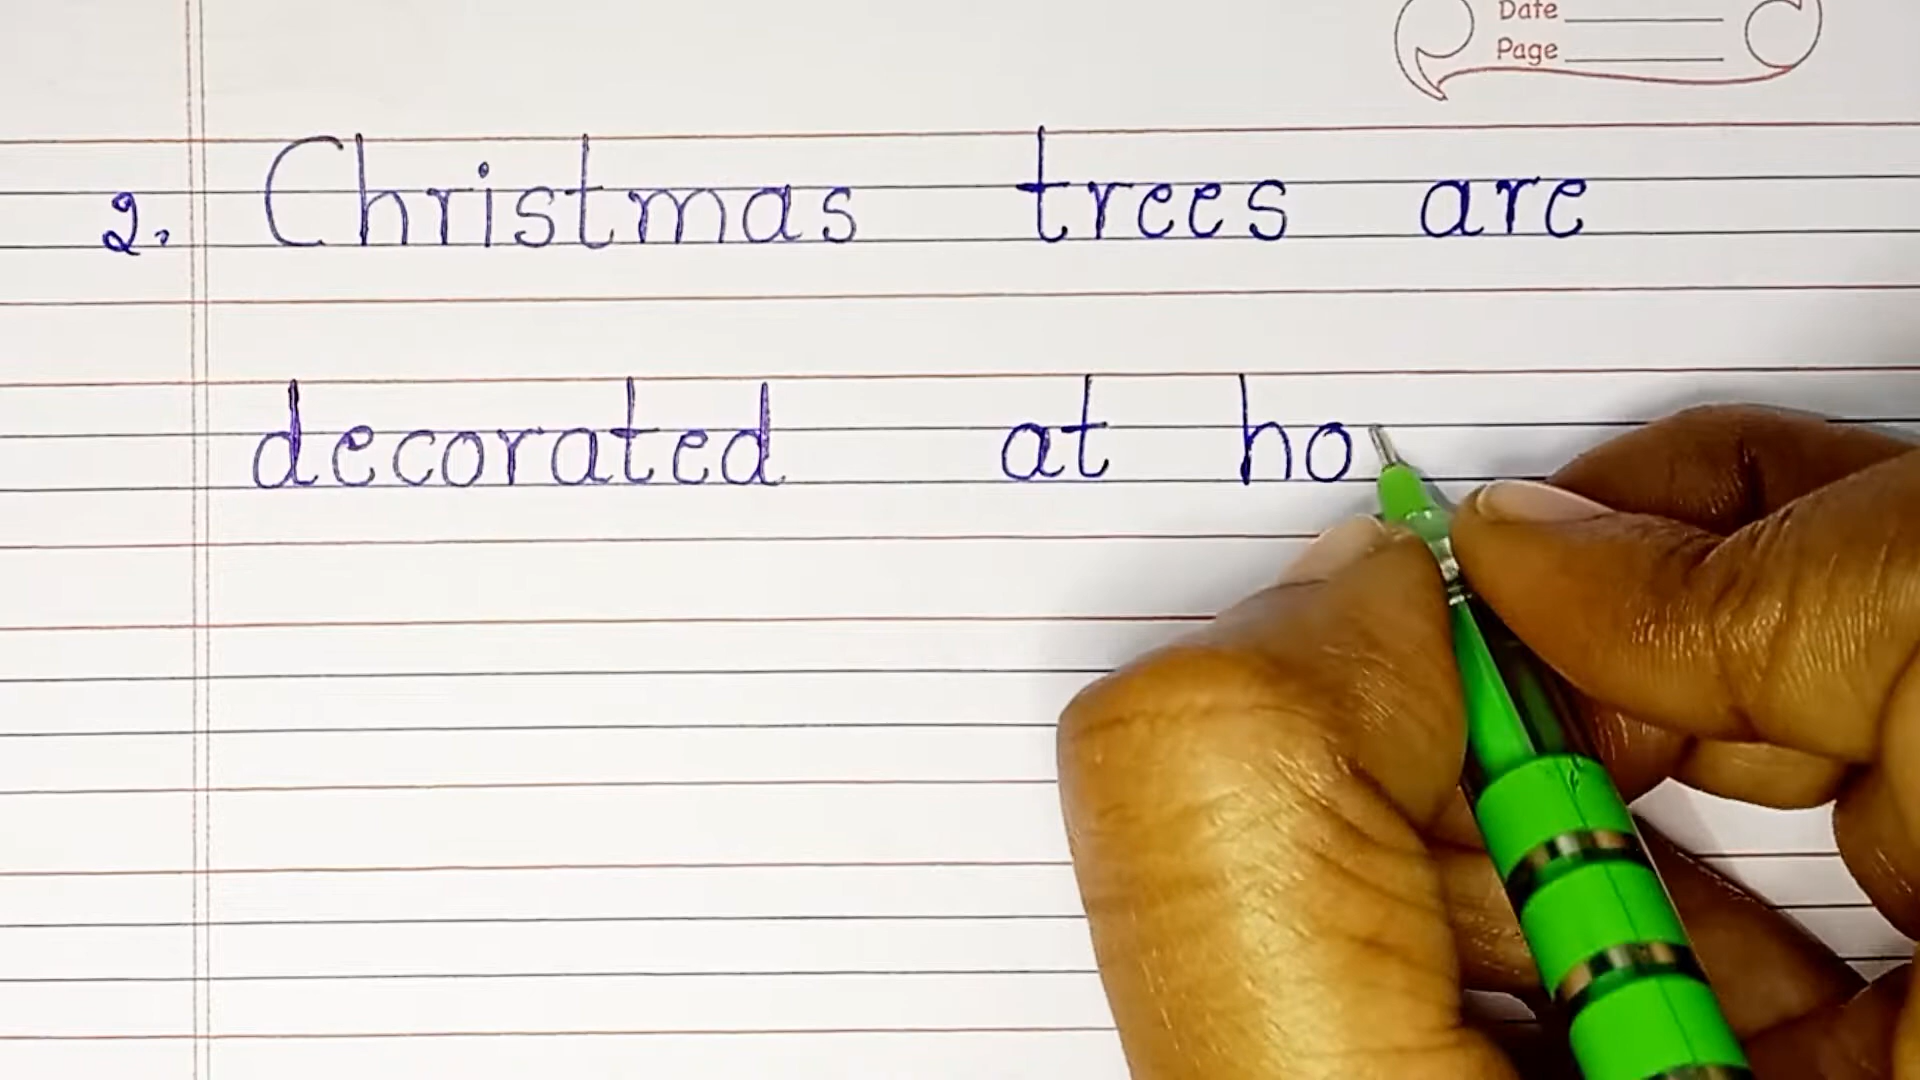 Date
Page
2. Christmas trees are
decorated at ho